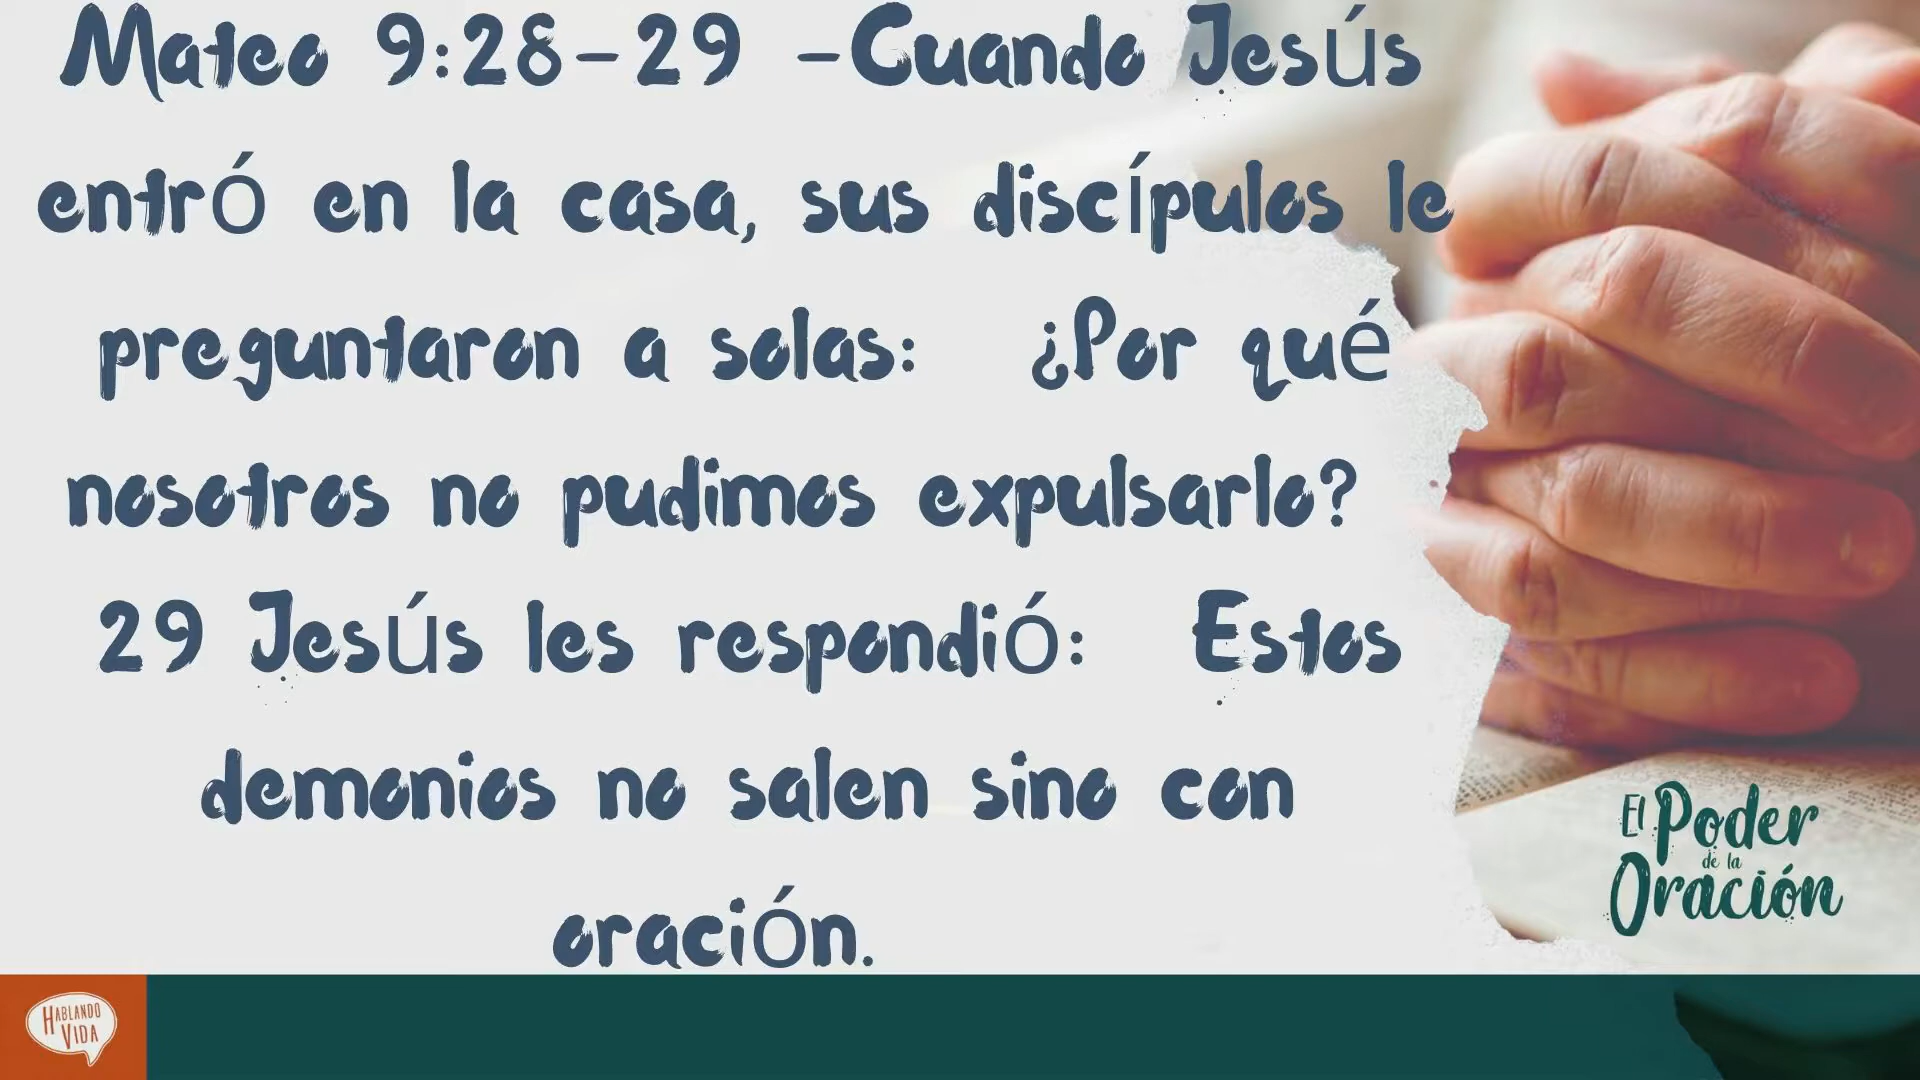 Mateo 9:28-29 -Cuando Jesús
entró en la casa, sus discípulos le
preguntaron a solas: ¿Por qué
nosotros no pudimos expulsarlo?
29 Jesús les respondió: Estos
demonios no salen sino con
oración.
El Poder
de la
Oración
HABLANDO
VIDA